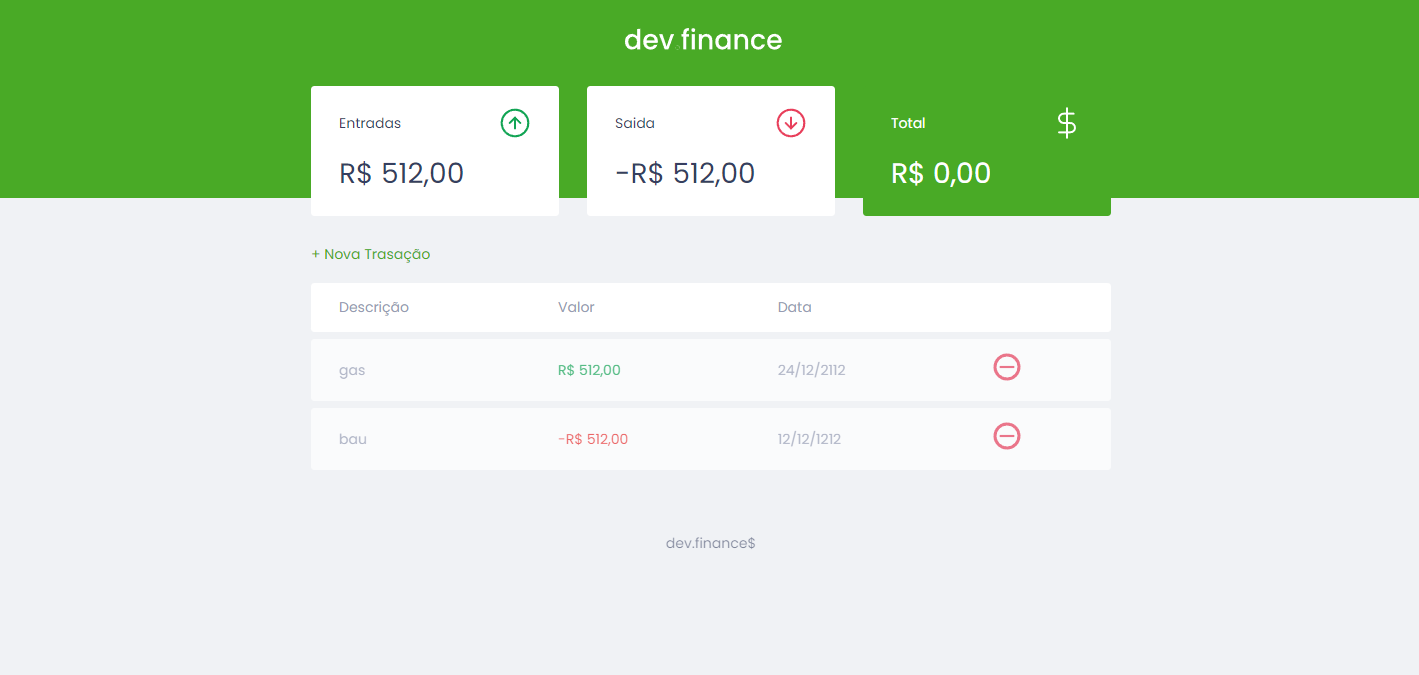 dev.finance
Entradas
R$ 512,00
Saida
-R$ 512,00
Total
R$ 0,00
+ Nova Trasação
Descrição Valor Data
gas R$ 512,00 24/12/2112
bau -R$ 512,00 12/12/1212
dev.finance$